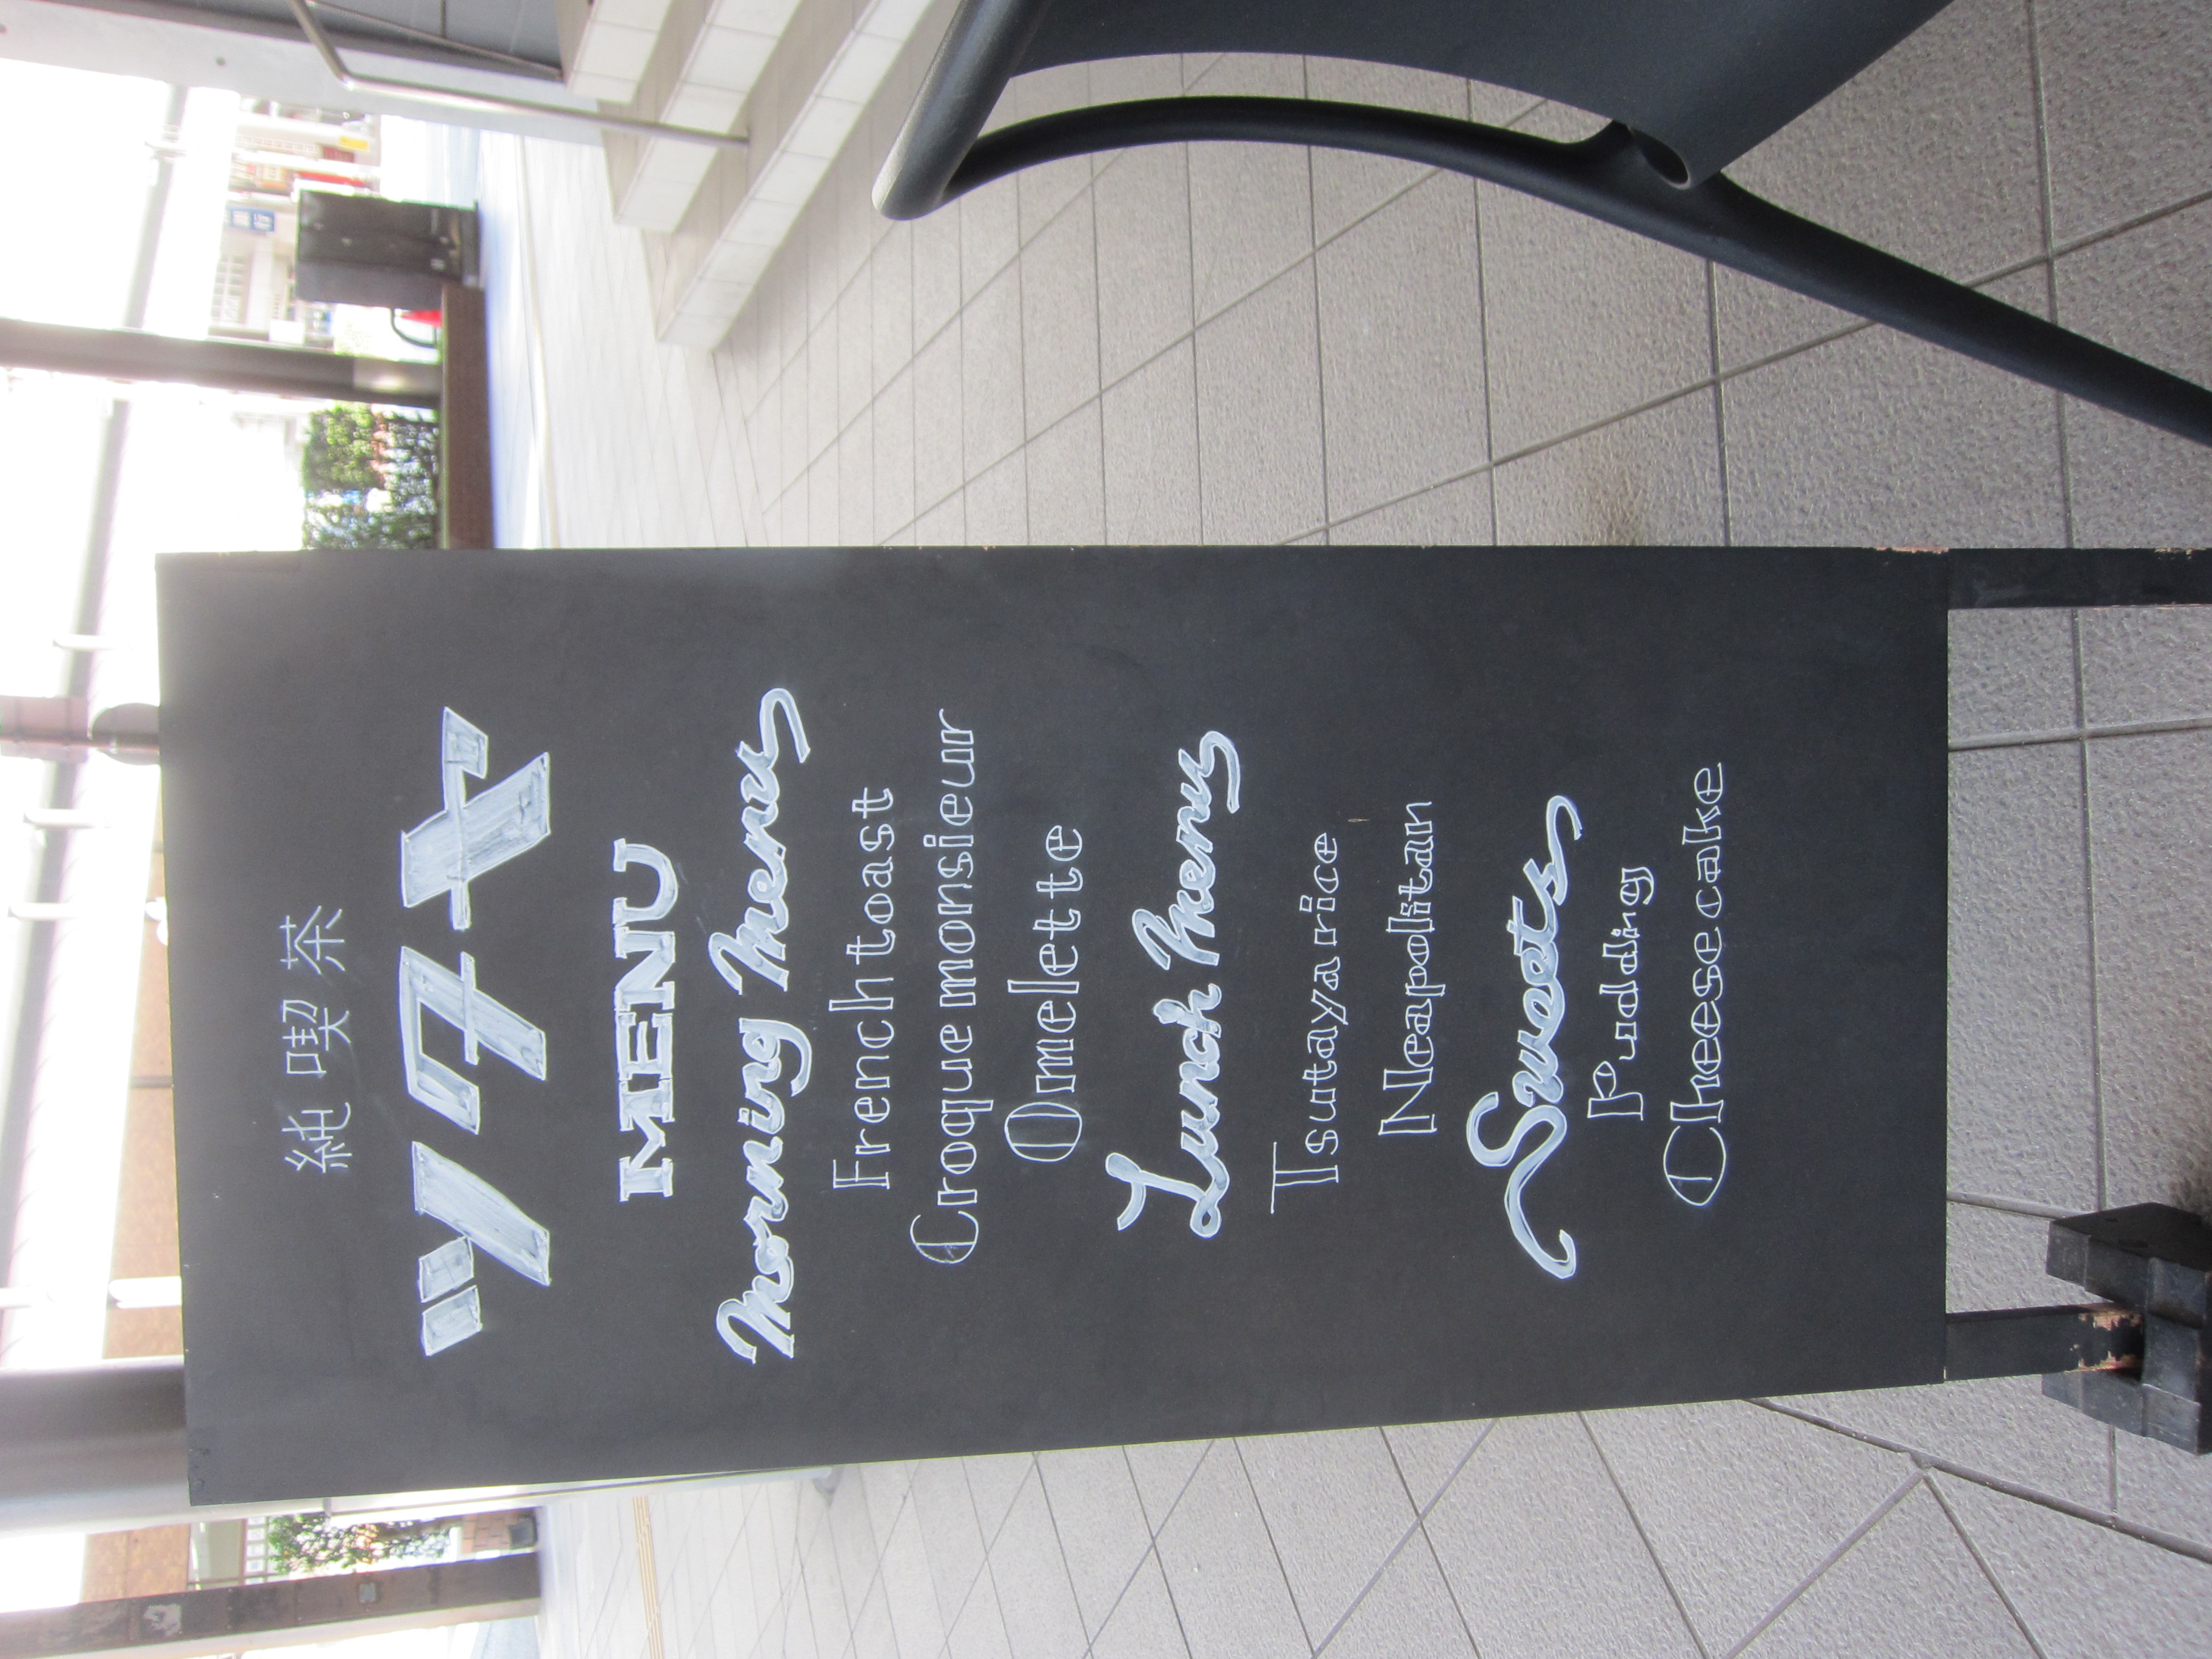 純喫茶
ツタヤ
MENU
Morning Menu
French toast
Croque monsieur
Omelette
Lunch Menu
Tsutaya rice
Neapolitan
Sweets
Pudding
Cheese cake